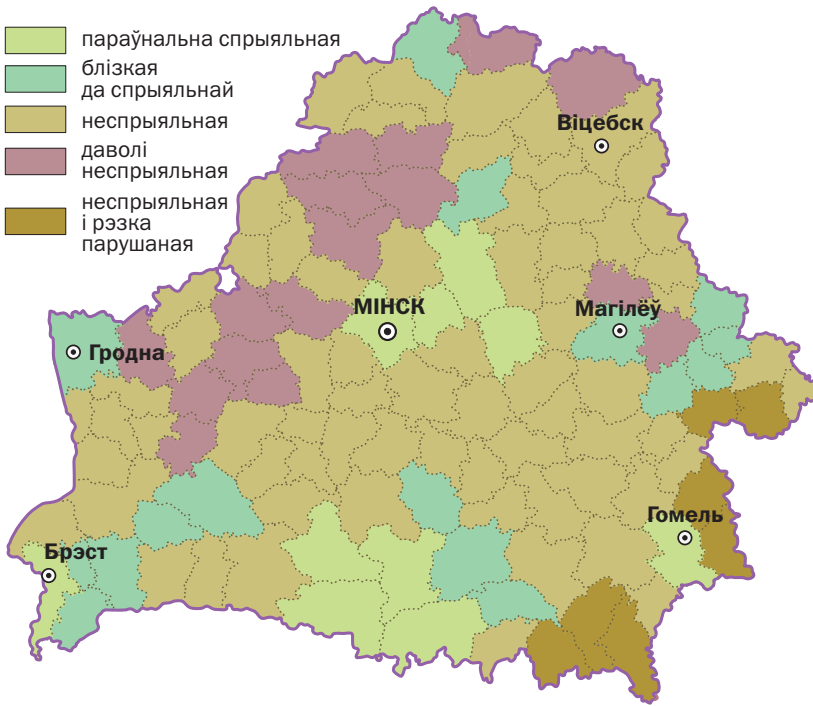 параўнальна спрыяльная
блізкая
да спрыяльнай
неспрыяльная
даволі
неспрыяльная
неспрыяльная
і рэзка
парушаная
Віцебск
МІНСК
Магілёў
Гродна
Гомель
Брэст